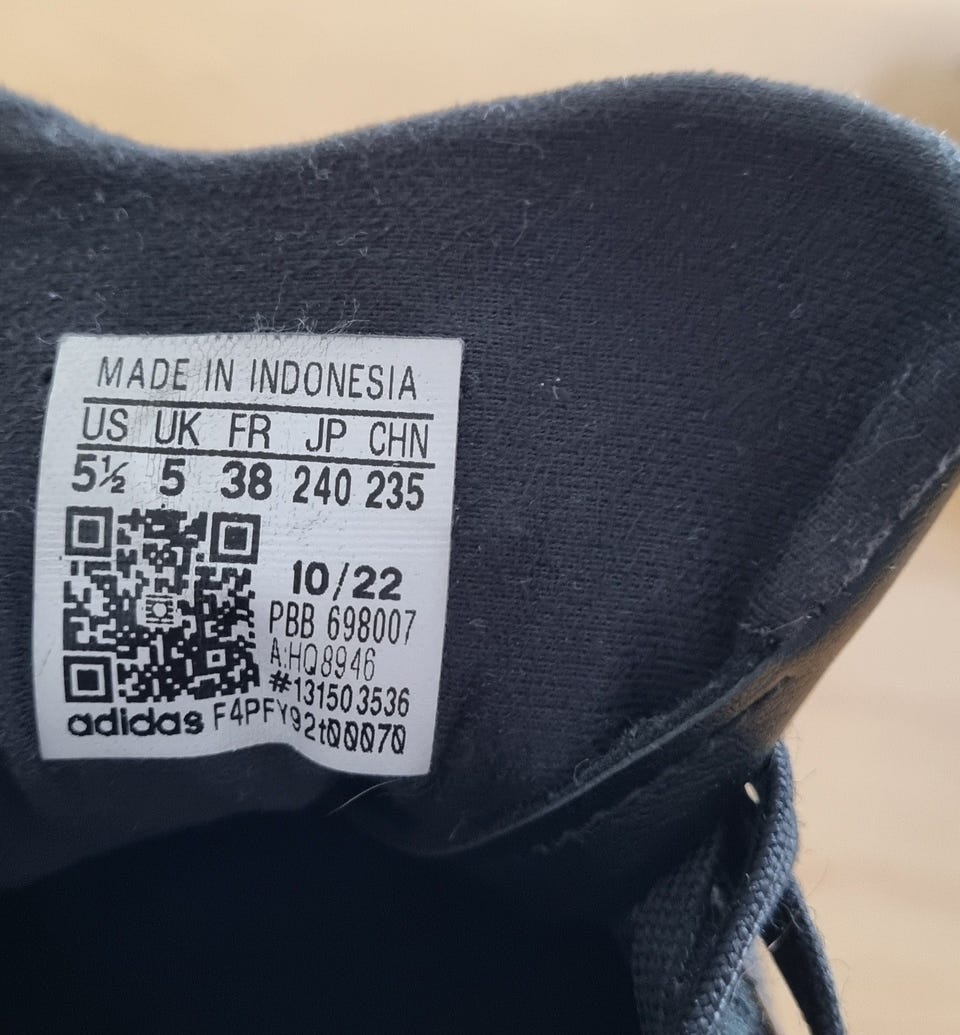 MADE IN INDONESIA
US UK FR JP CHN
5½ 5 38 240 235
10/22
PBB 698007
A:HQ8946
#131503536
adidas F4PFY92t00070